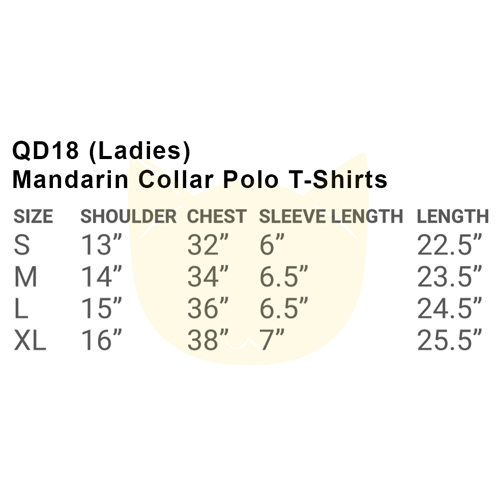 QD18 (Ladies)
Mandarin Collar Polo T-Shirts
SIZE SHOULDER CHEST SLEEVE LENGTH LENGTH
S 13” 32” 6” 22.5”
M 14” 34” 6.5” 23.5”
L 15” 36” 6.5” 24.5”
XL 16” 38” 7” 25.5”